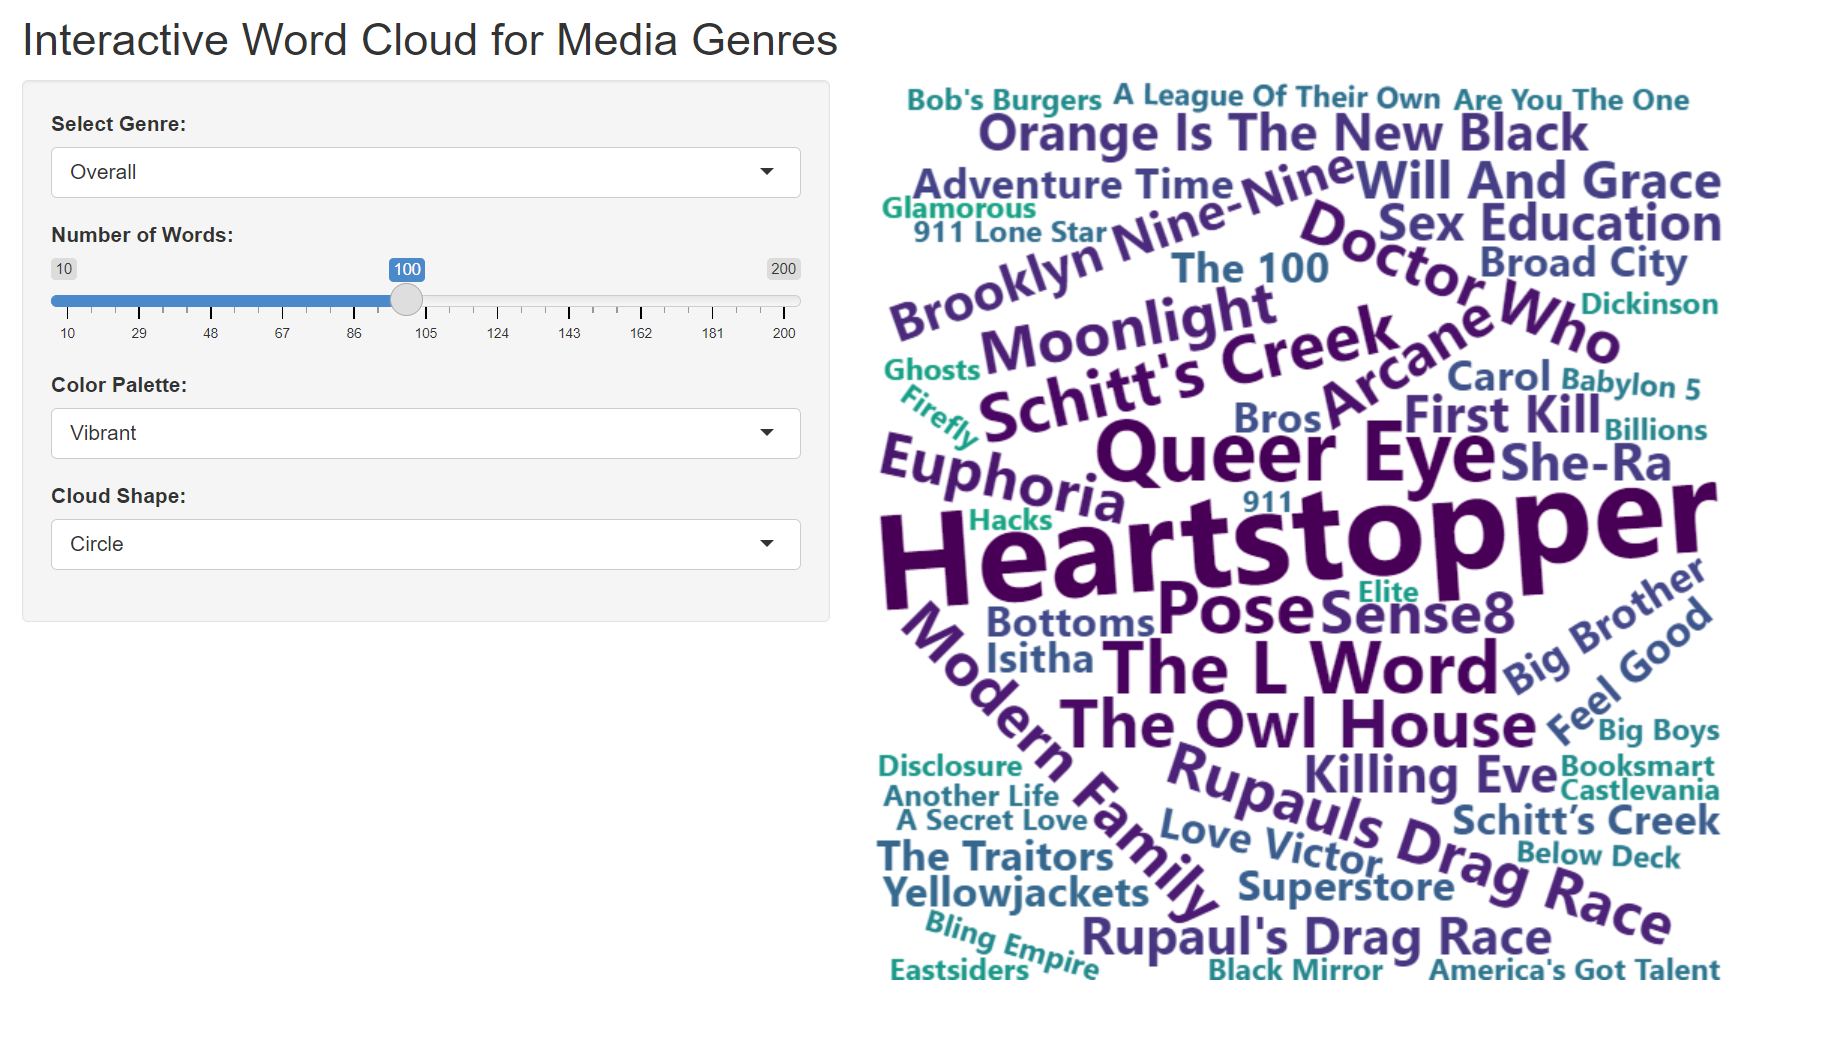 Interactive Word Cloud for Media Genres
Select Genre:
Overall
Number of Words:
10
100
200
10 29 48 67 86 105 124 143 162 181 200
Color Palette:
Vibrant
Cloud Shape:
Circle
Bob's Burgers
A League Of Their Own
Are You The One
Orange Is The New Black
Adventure Time
Brooklyn Nine-Nine
Will And Grace
Glamorous
911 Lone Star
Doctor Who
Sex Education
The 100
Broad City
Dickinson
Moonlight
Schitt's Creek
Arcane
Ghosts
Firefly
Carol
Babylon 5
Bros
First Kill
Billions
Euphoria
Queer Eye
She-Ra
911
Hacks
Heartstopper
Elite
Bottoms
Pose
Sense8
Big Brother
Isitha
The L Word
Feel Good
Modern Family
The Owl House
Big Boys
Disclosure
Rupauls Drag Race
Killing Eve
Booksmart
Castlevania
Another Life
A Secret Love
Love Victor
Schitt’s Creek
The Traitors
Below Deck
Yellowjackets
Superstore
Bling Empire
Rupaul's Drag Race
Eastsiders
Black Mirror
America's Got Talent